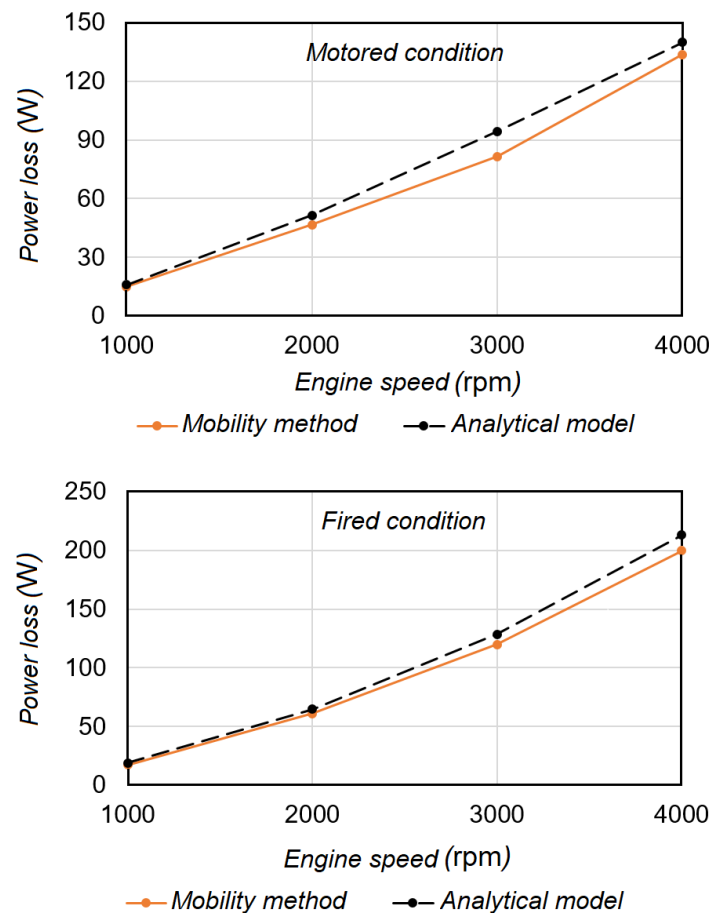 Motored condition
Power loss (W)
150
120
90
60
30
0
1000 2000 3000 4000
Engine speed (rpm)
Mobility method Analytical model
Fired condition
Power loss (W)
250
200
150
100
50
0
1000 2000 3000 4000
Engine speed (rpm)
Mobility method Analytical model